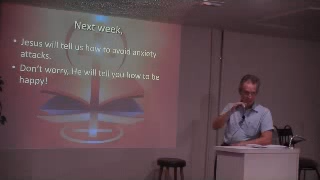 Next week.
• Jesus will tell us how to avoid anxiety
attacks.
• Don't worry, He will tell you how to be
happy!